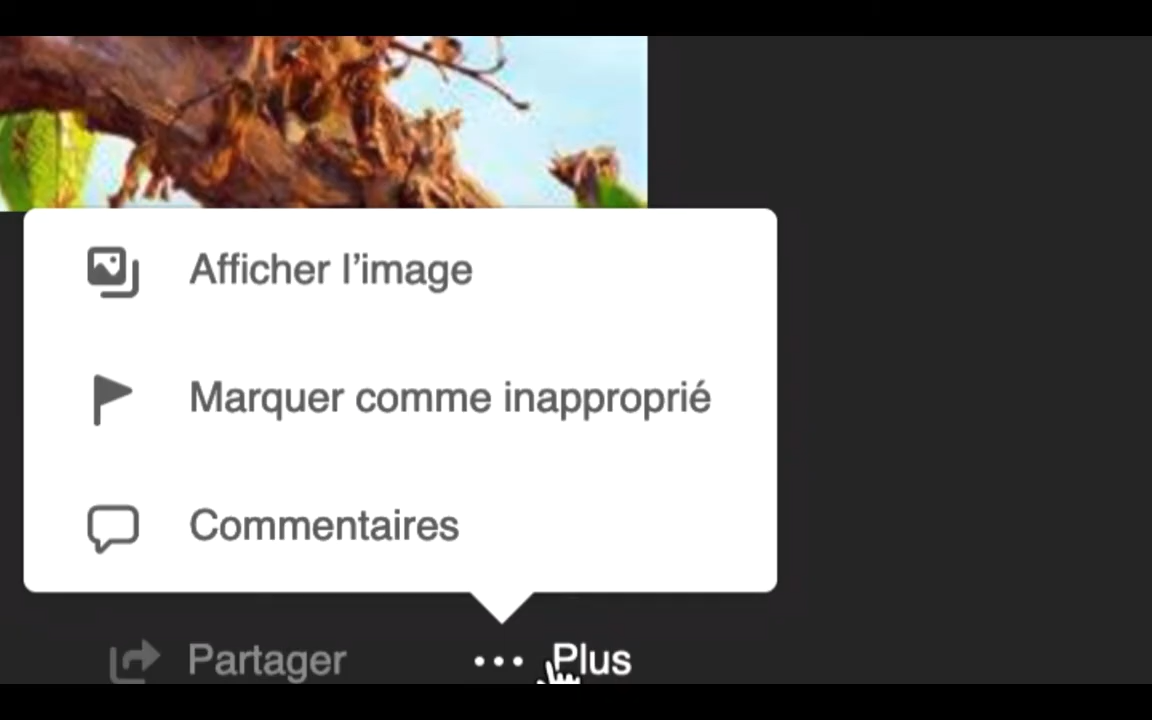 Afficher l’image
Marquer comme inapproprié
Commentaires
Partager
Plus